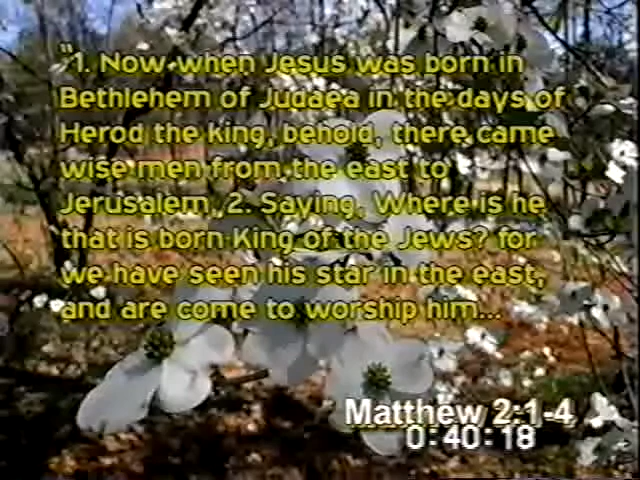 "1. Now when Jesus was born in
Bethlehem of Judaea in the days of
Herod the king, behold, there came
wise men from the east to
Jerusalem, 2. Saying, Where is he
that is born King of the Jews? for
we have seen his star in the east,
and are come to worship him...
Matthew 2:1-4
0:40:18